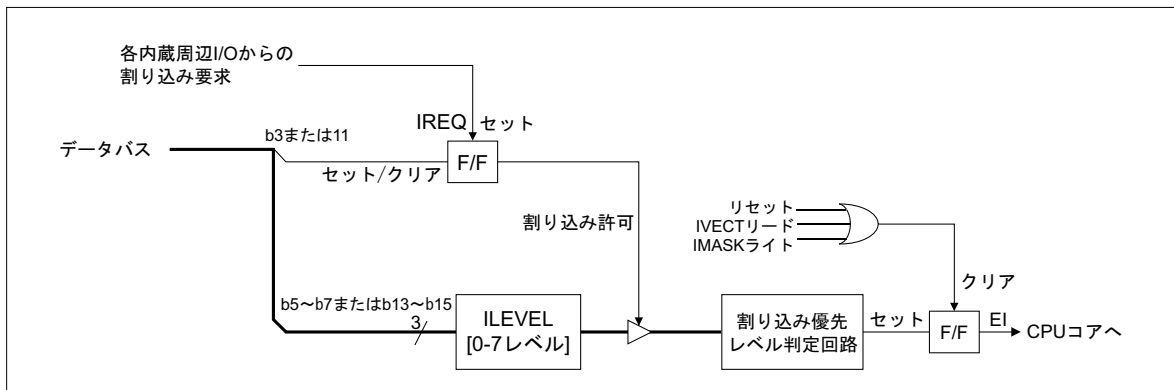 各内蔵周辺I/Oからの
割り込み要求
IREQ セット
b3または11
データバス
F/F
セット/クリア
割り込み許可
リセット
IVECTリード
IMASKライト
クリア
b5～b7またはb13～b15
3
ILEVEL
[0-7レベル]
割り込み優先
レベル判定回路
セット
F/F
EI
CPUコアへ